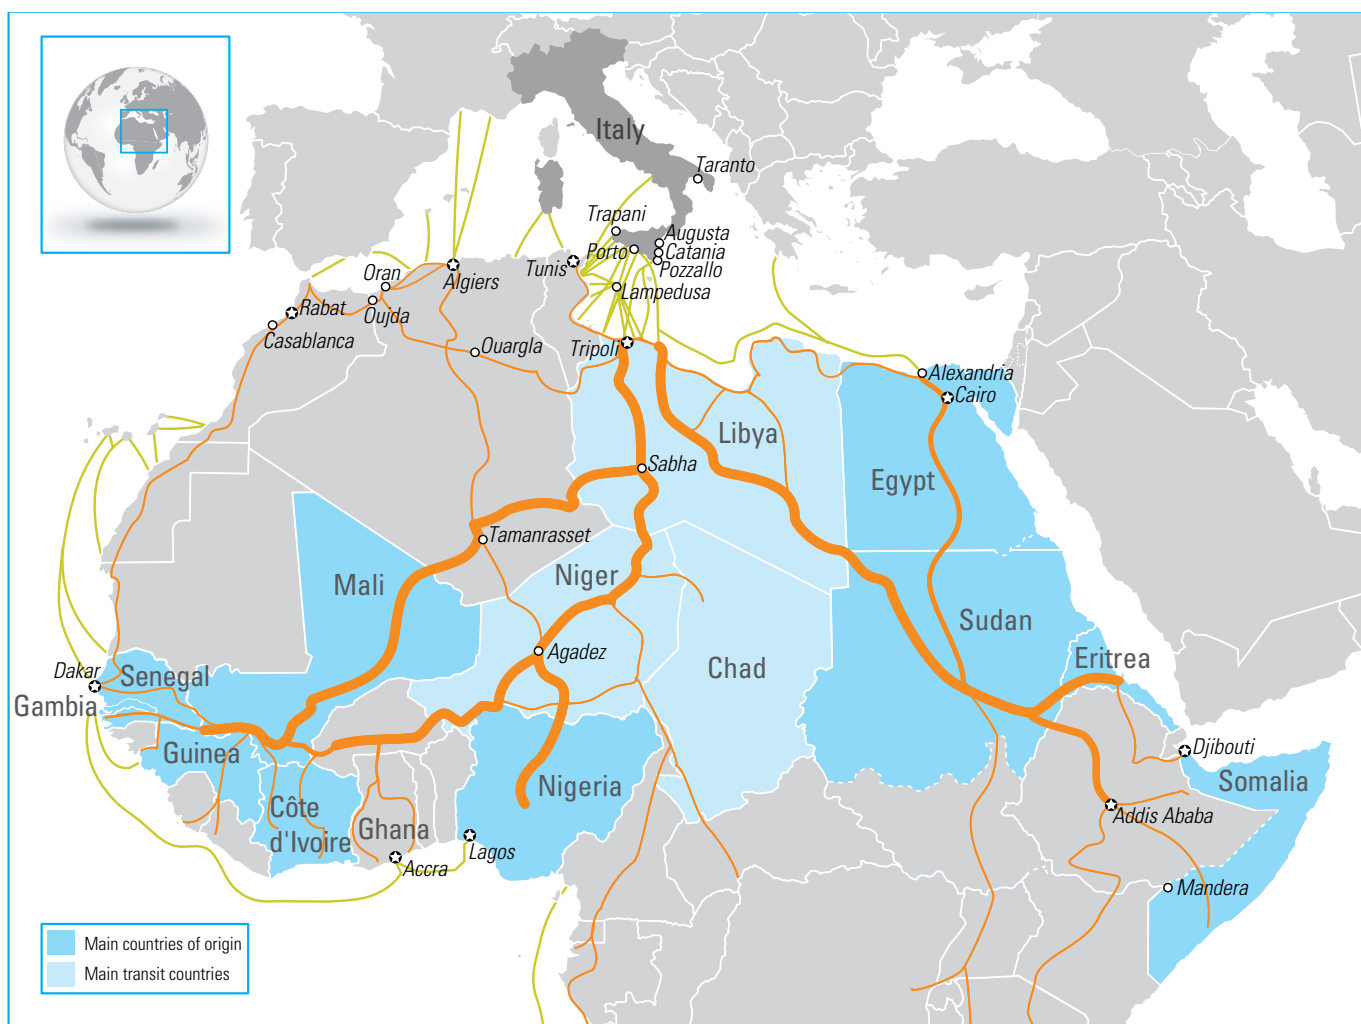 Italy
Taranto
Trapani
Augusta
Porto
Catania
Pozzallo
Tunis
Lampedusa
Oran
Algiers
Rabat
Oujda
Casablanca
Ouargla
Tripoli
Alexandria
Cairo
Libya
Sabha
Egypt
Tamanrasset
Niger
Mali
Sudan
Agadez
Chad
Eritrea
Dakar
Senegal
Gambia
Guinea
Djibouti
Somalia
Nigeria
Côte
d'Ivoire
Ghana
Addis Ababa
Lagos
Accra
Mandera
Main countries of origin
Main transit countries